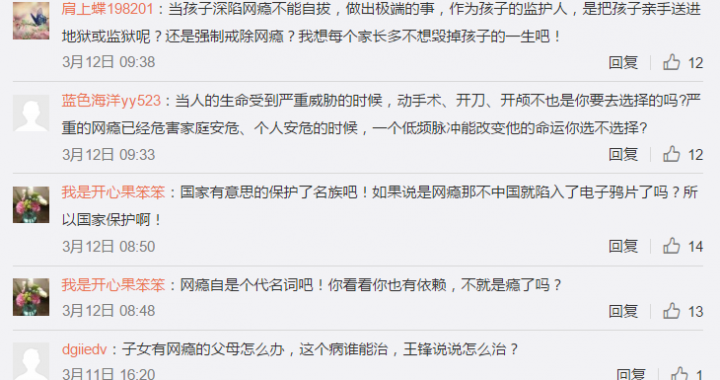 肩上蝶198201：当孩子深陷网瘾不能自拔，做出极端的事，作为孩子的监护人，是把孩子亲手送进
地狱或监狱呢？还是强制戒除网瘾？我想每个家长多不想毁掉孩子的一生吧！
3月12日 09:38 回复 12
蓝色海洋yy523：当人的生命受到严重威胁的时候，动手术、开刀、开颅不也是你要去选择的吗?严
重的网瘾已经危害家庭安危、个人安危的时候，一个低频脉冲能改变他的命运你选不选择?
3月12日 09:33 回复 12
我是开心果笨笨：国家有意思的保护了名族吧！如果说是网瘾那不中国就陷入了电子鸦片了吗？所
以国家保护啊！
3月12日 08:50 回复 14
我是开心果笨笨：网瘾自是个代名词吧！你看看你也有依赖，不就是瘾了吗？
3月12日 08:48 回复 13
dgiiedv：子女有网瘾的父母怎么办，这个病谁能治，王锋说说怎么治？
3月11日 16:20 回复 1